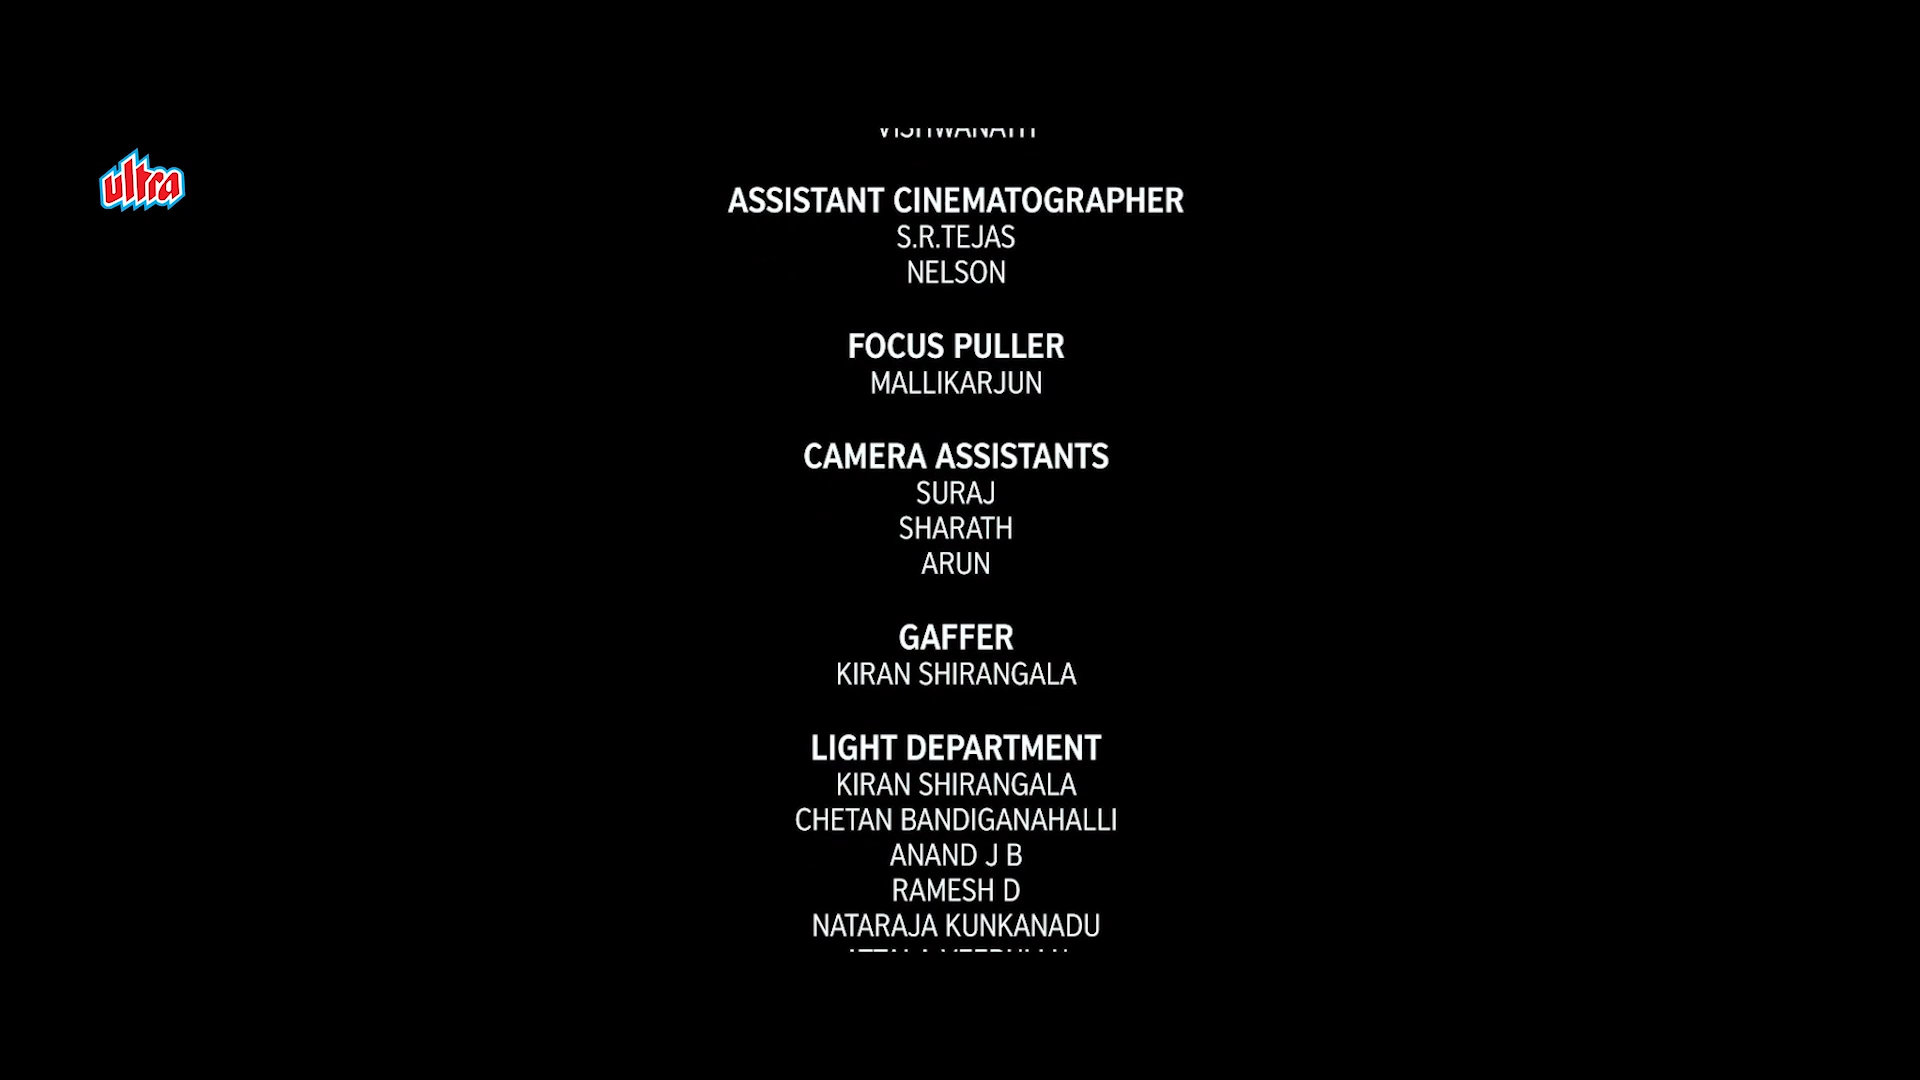 VISHWANATH
ultra
ASSISTANT CINEMATOGRAPHER
S.R.TEJAS
NELSON
FOCUS PULLER
MALLIKARJUN
CAMERA ASSISTANTS
SURAJ
SHARATH
ARUN
GAFFER
KIRAN SHIRANGALA
LIGHT DEPARTMENT
KIRAN SHIRANGALA
CHETAN BANDIGANAHALLI
ANAND J B
RAMESH D
NATARAJA KUNKANADU